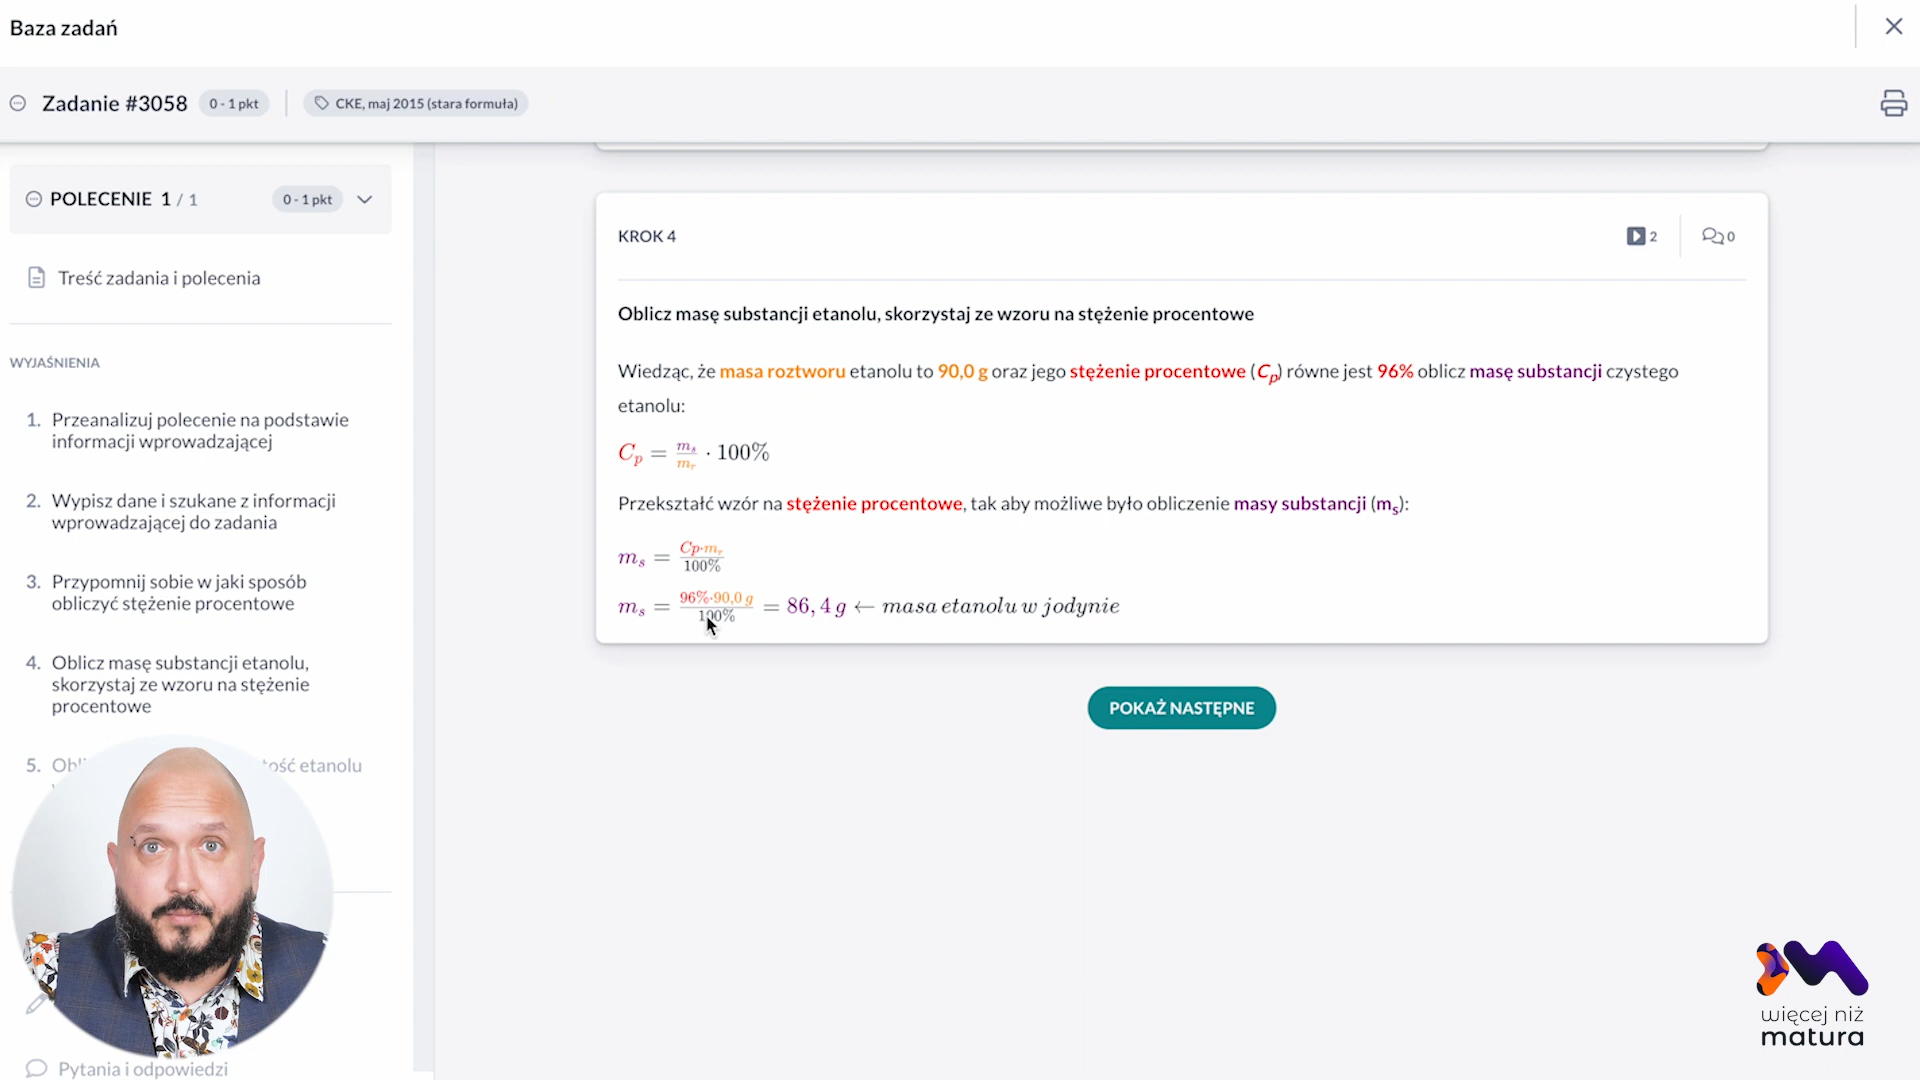 Baza zadań
Zadanie #3058
0 - 1 pkt
CKE, maj 2015 (stara formuła)
POLECENIE 1 / 1
0 - 1 pkt
Treść zadania i polecenia
WYJAŚNIENIA
1. Przeanalizuj polecenie na podstawie
informacji wprowadzającej
2. Wypisz dane i szukane z informacji
wprowadzającej do zadania
3. Przypomnij sobie w jaki sposób
obliczyć stężenie procentowe
4. Oblicz masę substancji etanolu,
skorzystaj ze wzoru na stężenie
procentowe
5. etanolu
Pytania i odpowiedzi
KROK 4
2
0
Oblicz masę substancji etanolu, skorzystaj ze wzoru na stężenie procentowe
Wiedząc, że masa roztworu etanolu to 90,0 g oraz jego stężenie procentowe (Cp) równe jest 96% oblicz masę substancji czystego
etanolu:
Cp = ms/mr · 100%
Przekształć wzór na stężenie procentowe, tak aby możliwe było obliczenie masy substancji (ms):
ms = Cp·mr/100%
ms = 96%·90,0 g/100% = 86,4 g ← masa etanolu w jodynie
POKAŻ NASTĘPNE
więcej niż
matura